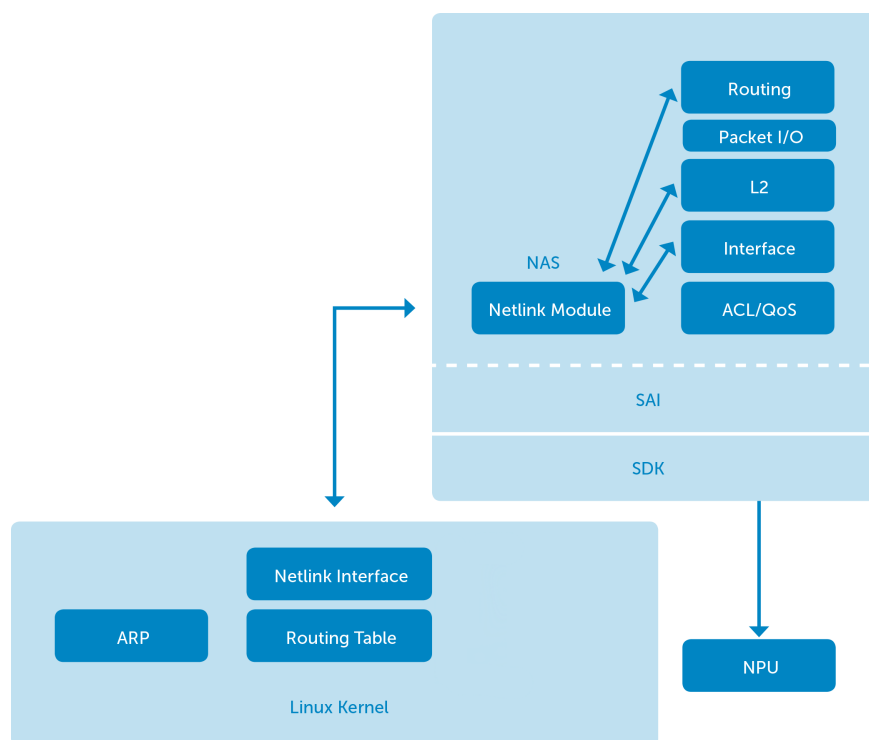 Routing
Packet I/O
L2
Interface
NAS
Netlink Module
ACL/QoS
SAI
SDK
Netlink Interface
ARP
Routing Table
NPU
Linux Kernel